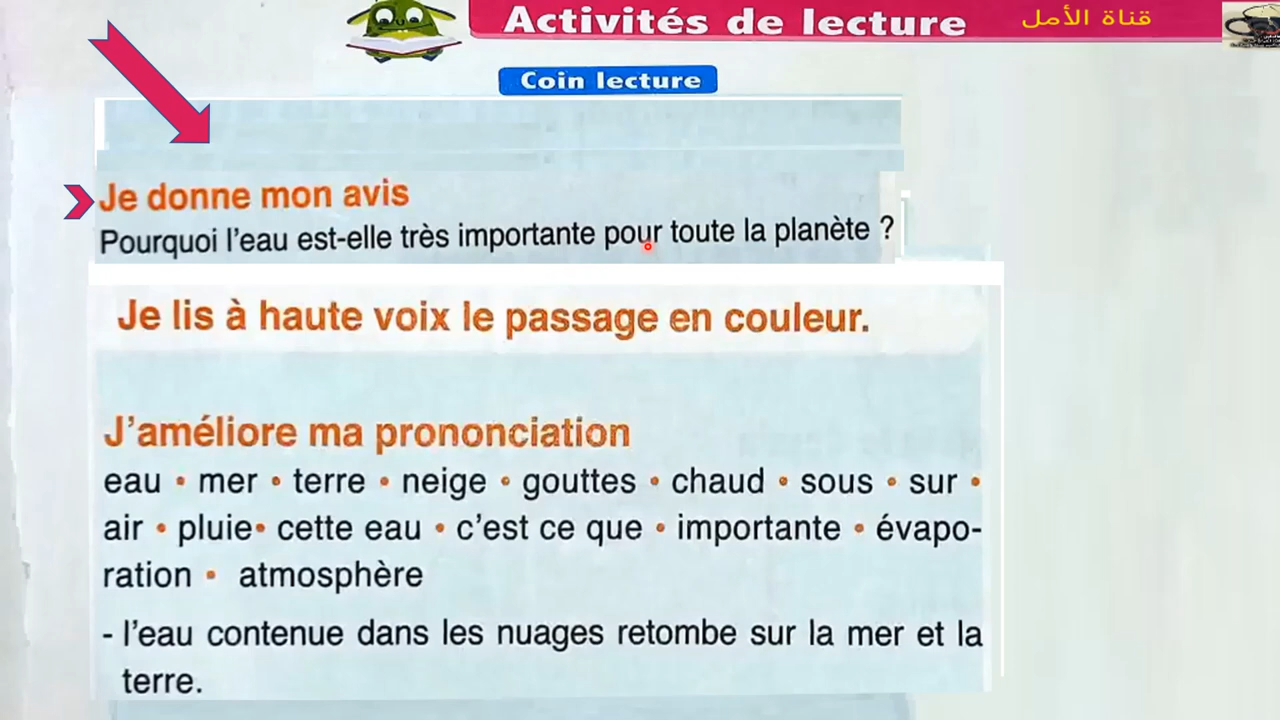 Activités de lecture
قناة الأمل
Coin lecture
Je donne mon avis
Pourquoi l'eau est-elle très importante pour toute la planète ?
Je lis à haute voix le passage en couleur.
J'améliore ma prononciation
eau • mer • terre • neige • gouttes • chaud • sous • sur •
air • pluie• cette eau • c'est ce que • importante • évapo-
ration • atmosphère
- l'eau contenue dans les nuages retombe sur la mer et la
terre.